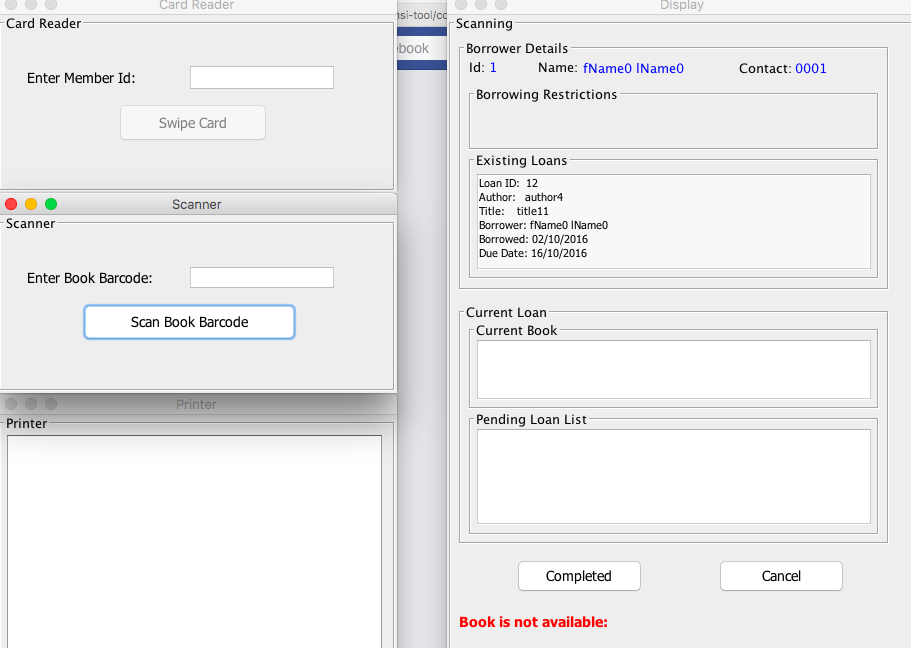 Card Reader
Card Reader
Enter Member Id:
Swipe Card
Scanner
Scanner
Enter Book Barcode:
Scan Book Barcode
Printer
Printer
nsi-tool/co
ebook
Display
Scanning
Borrower Details
Id: 1 Name: fName0 lName0 Contact: 0001
Borrowing Restrictions
Existing Loans
Loan ID: 12
Author: author4
Title: title11
Borrower: fName0 lName0
Borrowed: 02/10/2016
Due Date: 16/10/2016
Current Loan
Current Book
Pending Loan List
Completed Cancel
Book is not available: